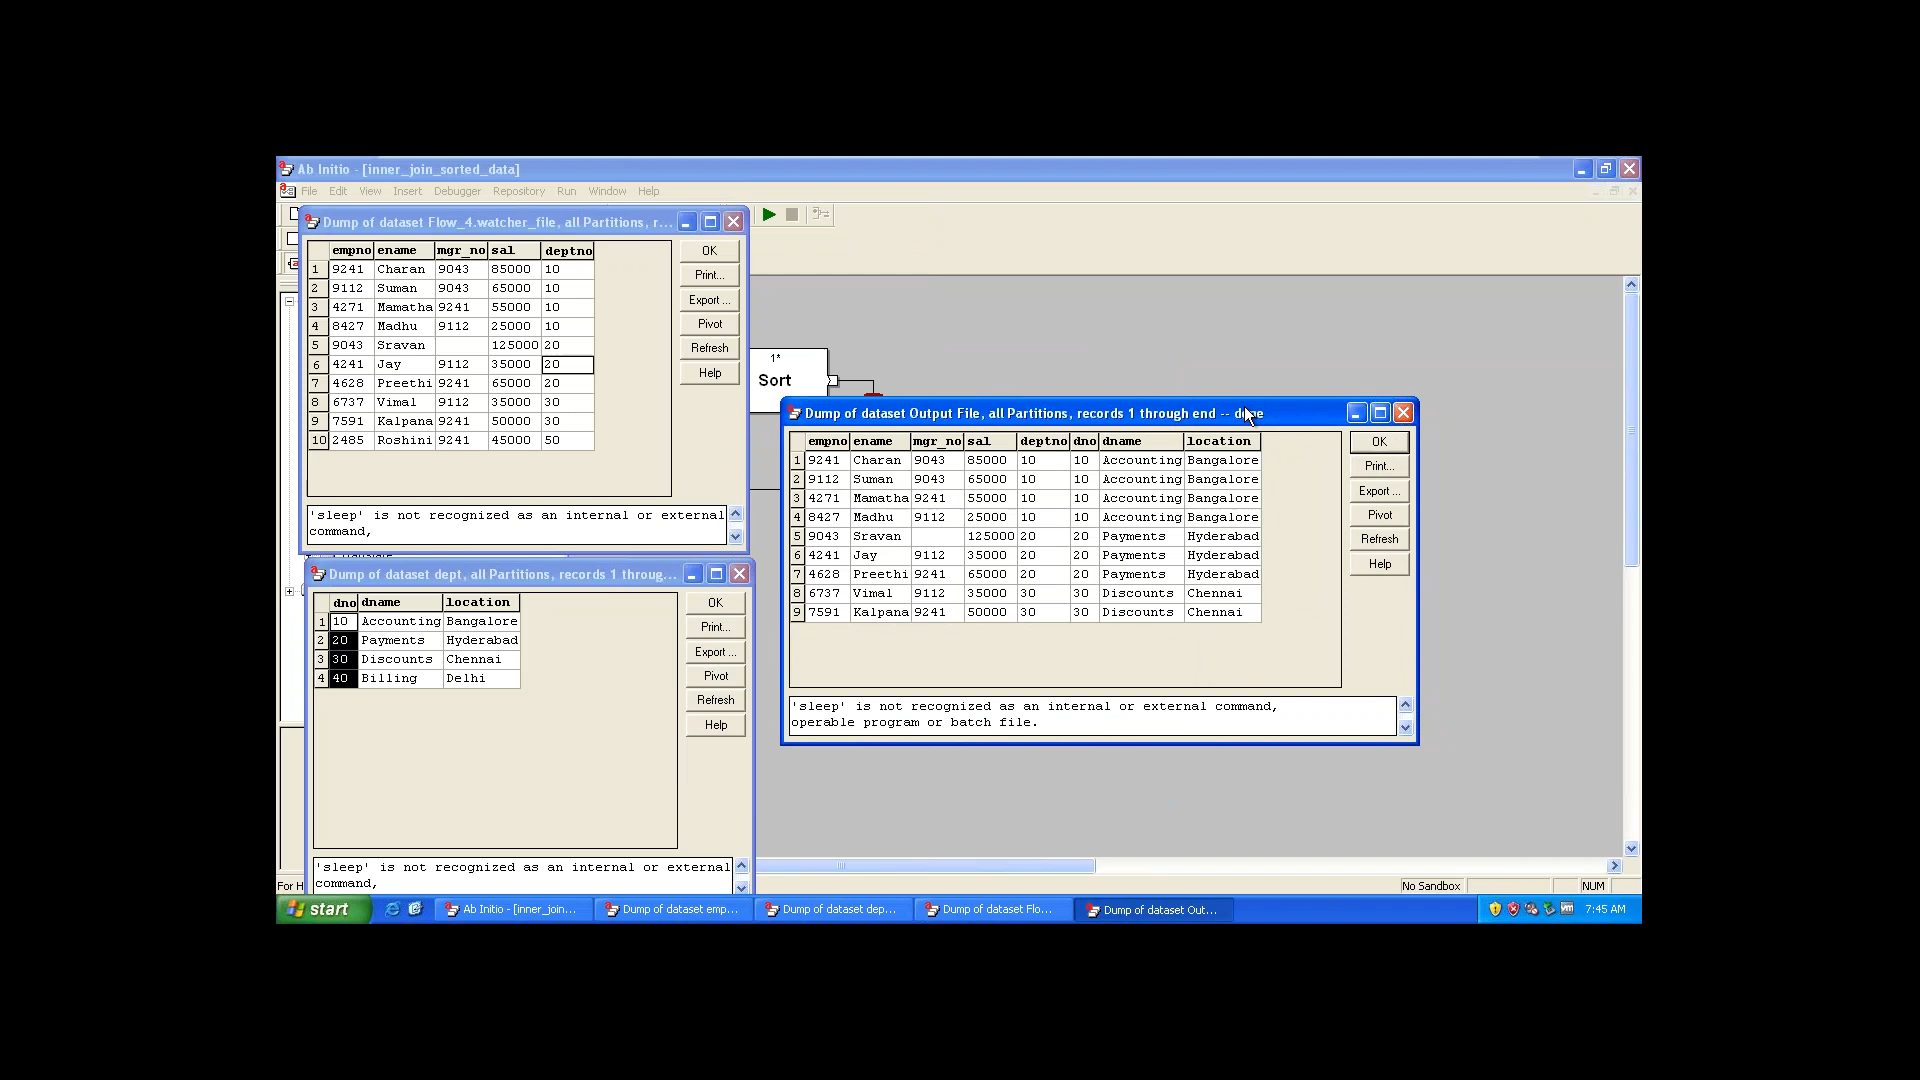 Ab Initio - [inner_join_sorted_data]
File Edit View Insert Debugger Repository Run Window Help
Dump of dataset Flow_4.watcher_file, all Partitions, r...
empno ename mgr_no sal deptno
1 9241 Charan 9043 85000 10
2 9112 Suman 9043 65000 10
3 4271 Mamatha 9241 55000 10
4 8427 Madhu 9112 25000 10
5 9043 Sravan 125000 20
6 4241 Jay 9112 35000 20
7 4628 Preethi 9241 65000 20
8 6737 Vimal 9112 35000 30
9 7591 Kalpana 9241 50000 30
10 2485 Roshini 9241 45000 50
OK
Print...
Export ...
Pivot
Refresh
Help
'sleep' is not recognized as an internal or external
command,
1*
Sort
Dump of dataset Output File, all Partitions, records 1 through end -- done
empno ename mgr_no sal deptno dno dname location
1 9241 Charan 9043 85000 10 10 Accounting Bangalore
2 9112 Suman 9043 65000 10 10 Accounting Bangalore
3 4271 Mamatha 9241 55000 10 10 Accounting Bangalore
4 8427 Madhu 9112 25000 10 10 Accounting Bangalore
5 9043 Sravan 125000 20 20 Payments Hyderabad
6 4241 Jay 9112 35000 20 20 Payments Hyderabad
7 4628 Preethi 9241 65000 20 20 Payments Hyderabad
8 6737 Vimal 9112 35000 30 30 Discounts Chennai
9 7591 Kalpana 9241 50000 30 30 Discounts Chennai
OK
Print...
Export ...
Pivot
Refresh
Help
'sleep' is not recognized as an internal or external command,
operable program or batch file.
Dump of dataset dept, all Partitions, records 1 throug...
dno dname location
1 10 Accounting Bangalore
2 20 Payments Hyderabad
3 30 Discounts Chennai
4 40 Billing Delhi
OK
Print...
Export ...
Pivot
Refresh
Help
'sleep' is not recognized as an internal or external
command,
For H
No Sandbox NUM
start Ab Initio - [inner_join... Dump of dataset emp... Dump of dataset dep... Dump of dataset Flo... Dump of dataset Out... 7:45 AM